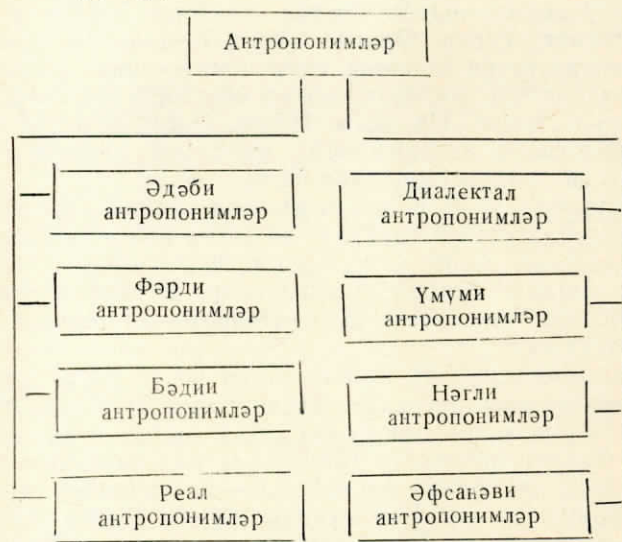 Антропонимләр
Әдәби
антропонимләр
Диалектал
антропонимләр
Фәрди
антропонимләр
Үмуми
антропонимләр
Бәдии
антропонимләр
Нәгли
антропонимләр
Реал
антропонимләр
Әфсанәви
антропонимләр